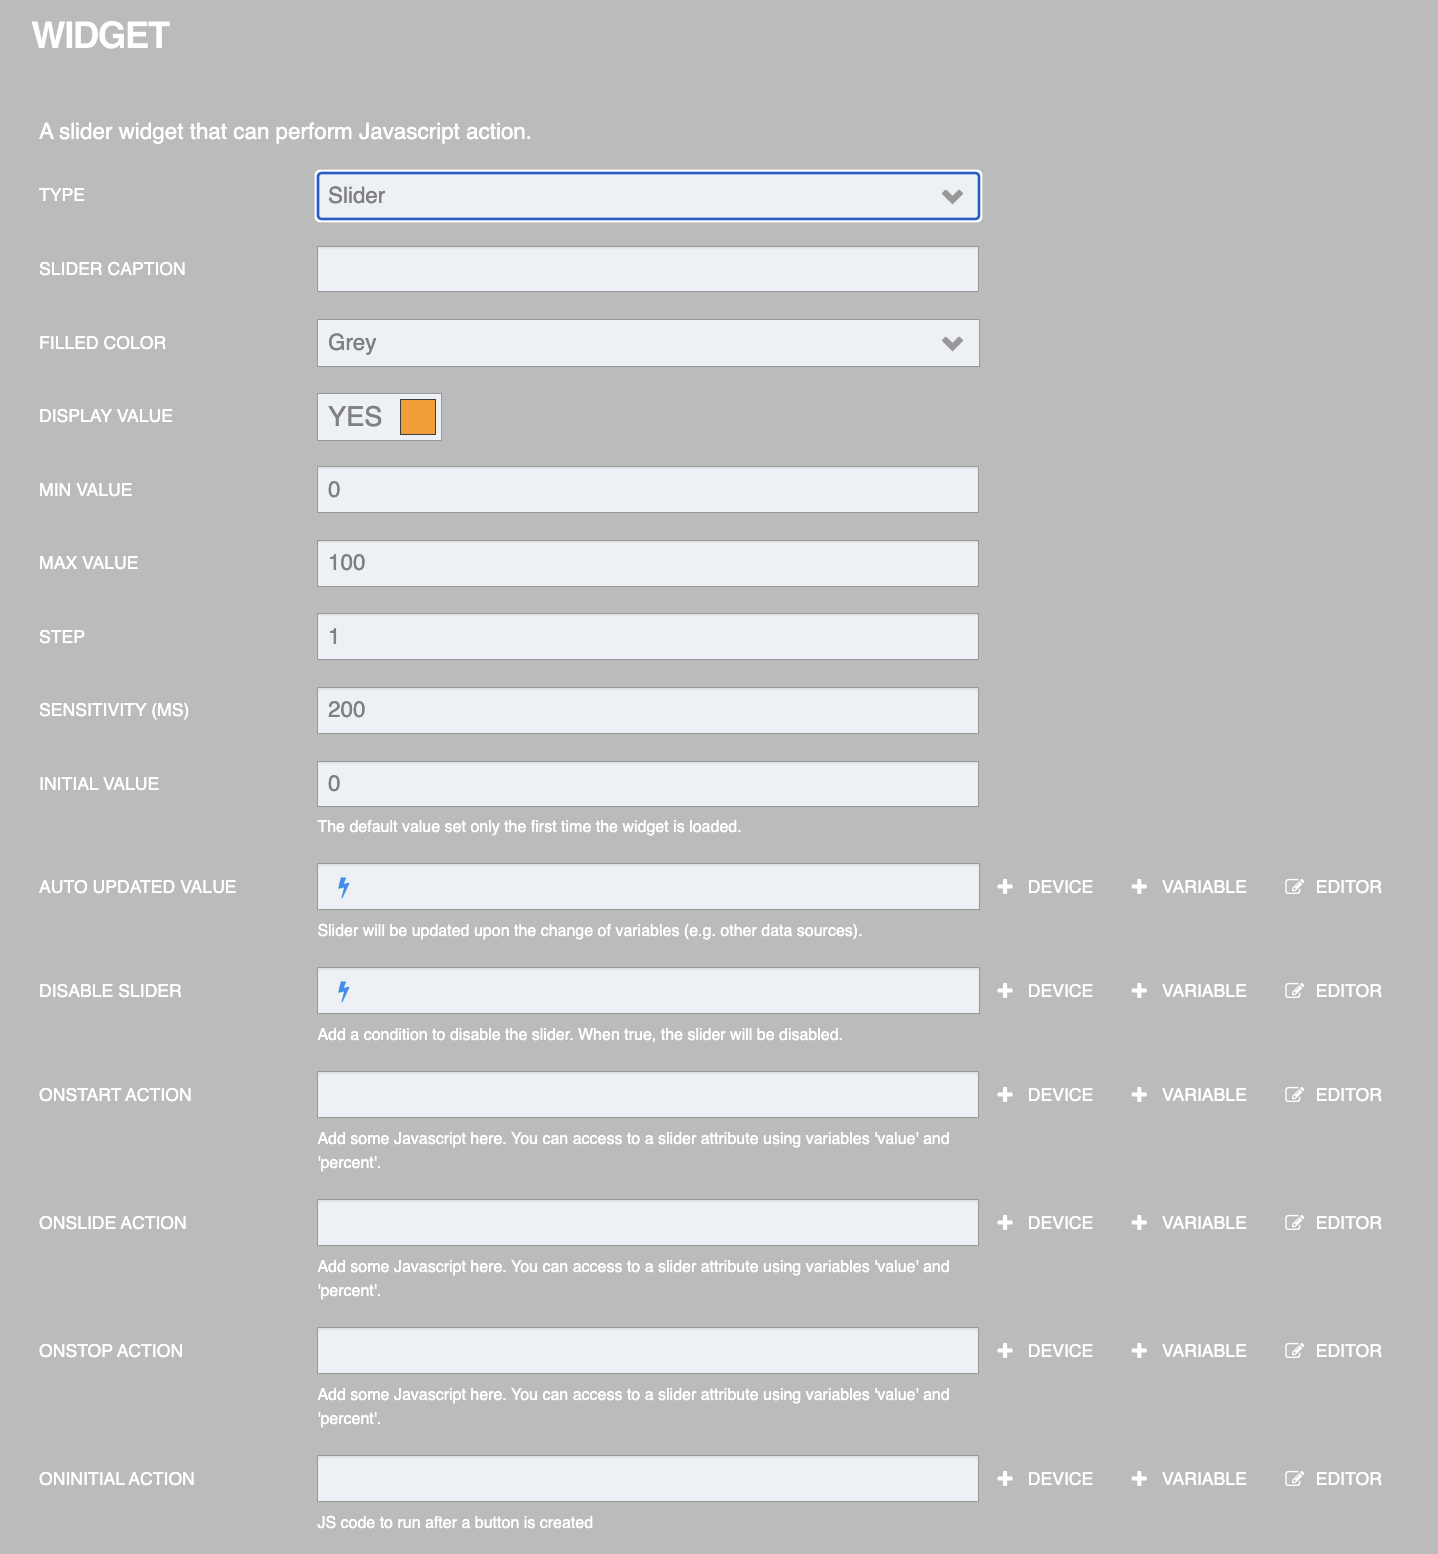 WIDGET
A slider widget that can perform Javascript action.
TYPE Slider
SLIDER CAPTION
FILLED COLOR Grey
DISPLAY VALUE YES
MIN VALUE 0
MAX VALUE 100
STEP 1
SENSITIVITY (MS) 200
INITIAL VALUE 0
The default value set only the first time the widget is loaded.
AUTO UPDATED VALUE DEVICE VARIABLE EDITOR
Slider will be updated upon the change of variables (e.g. other data sources).
DISABLE SLIDER DEVICE VARIABLE EDITOR
Add a condition to disable the slider. When true, the slider will be disabled.
ONSTART ACTION DEVICE VARIABLE EDITOR
Add some Javascript here. You can access to a slider attribute using variables 'value' and
'percent'.
ONSLIDE ACTION DEVICE VARIABLE EDITOR
Add some Javascript here. You can access to a slider attribute using variables 'value' and
'percent'.
ONSTOP ACTION DEVICE VARIABLE EDITOR
Add some Javascript here. You can access to a slider attribute using variables 'value' and
'percent'.
ONINITIAL ACTION DEVICE VARIABLE EDITOR
JS code to run after a button is created